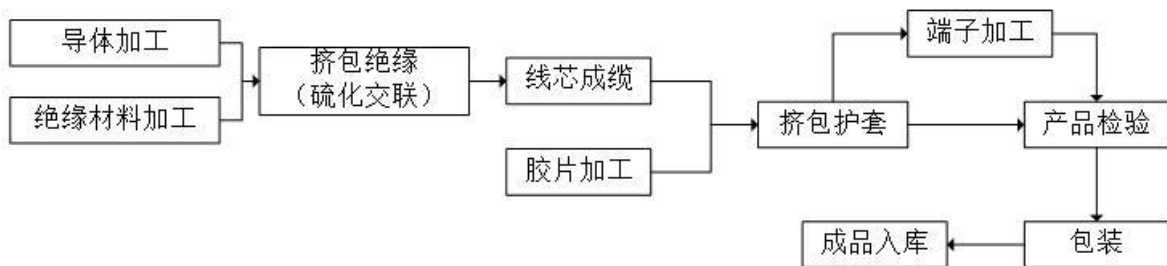 导体加工
绝缘材料加工
挤包绝缘
（硫化交联）
线芯成缆
胶片加工
挤包护套
端子加工
产品检验
包装
成品入库